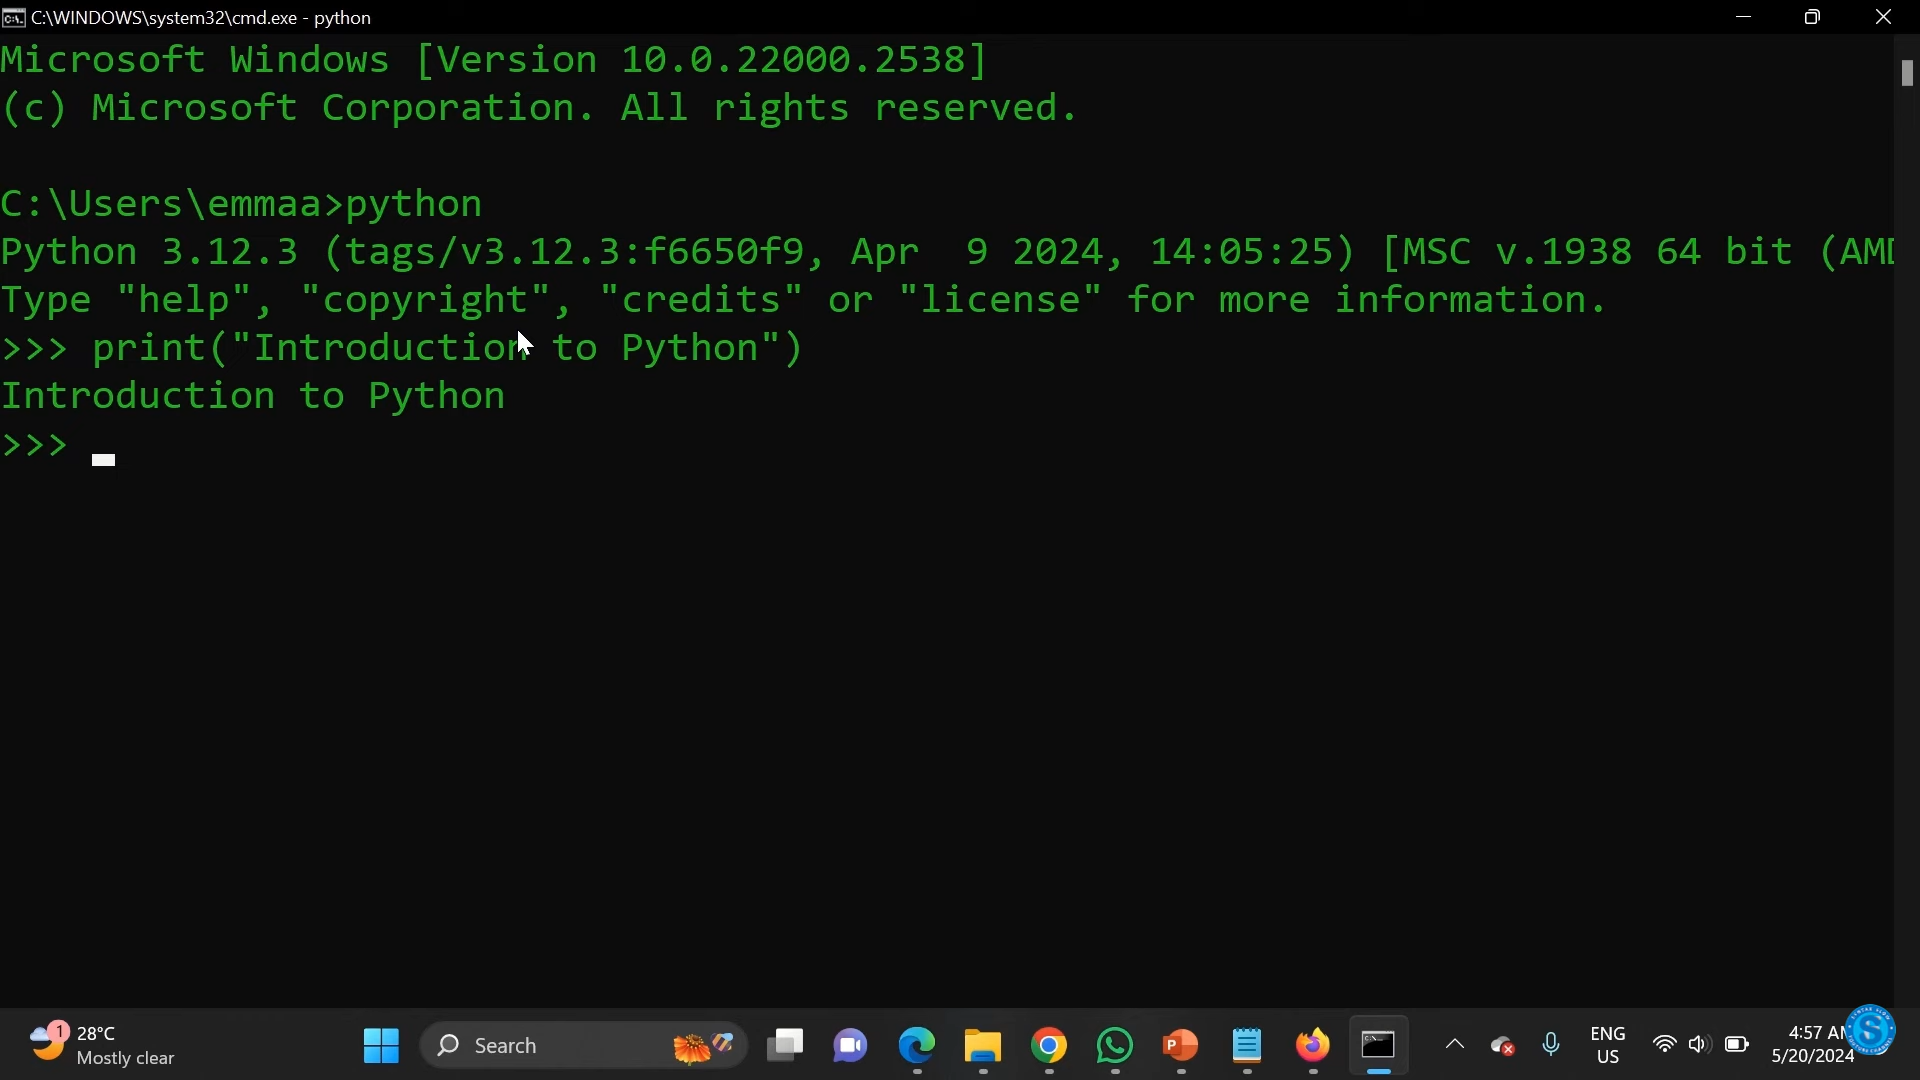 C:\WINDOWS\system32\cmd.exe - python
Microsoft Windows [Version 10.0.22000.2538]
(c) Microsoft Corporation. All rights reserved.
C:\Users\emmaa>python
Python 3.12.3 (tags/v3.12.3:f6650f9, Apr  9 2024, 14:05:25) [MSC v.1938 64 bit (AMD
Type "help", "copyright", "credits" or "license" for more information.
>>> print("Introduction to Python")
Introduction to Python
>>>
1
28°C
Mostly clear
Search
ENG
US
4:57 AM
5/20/2024